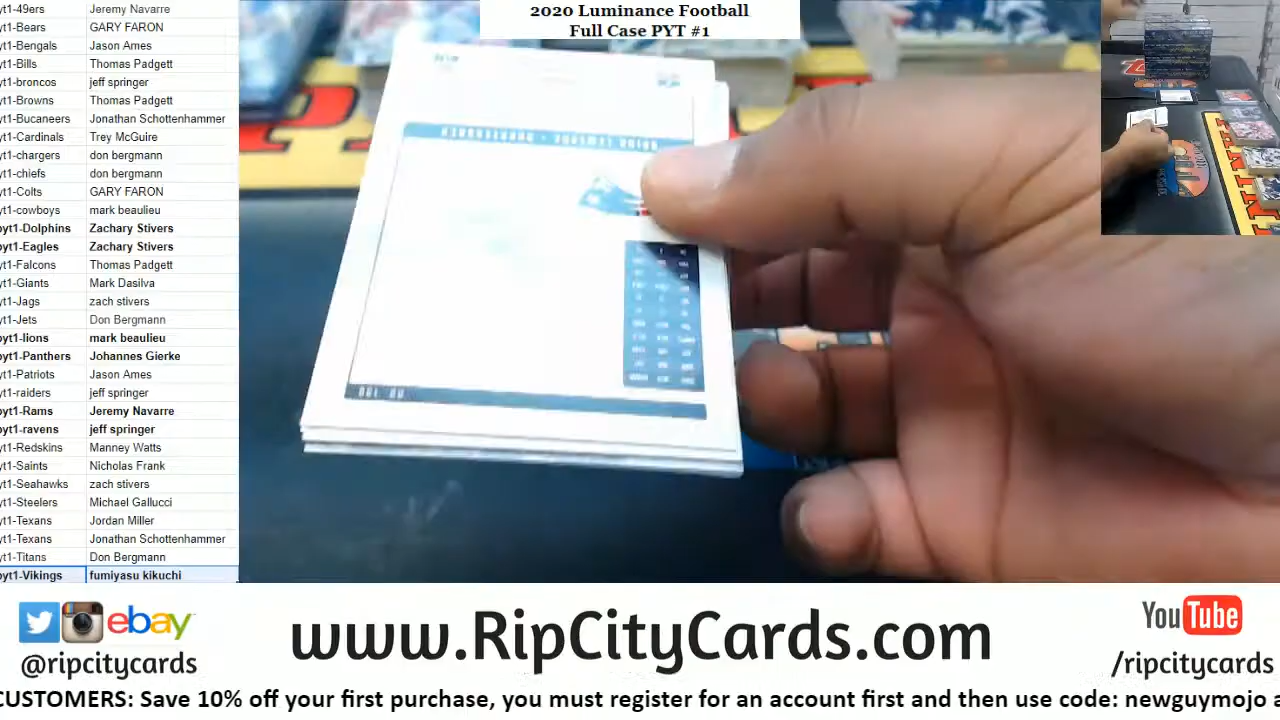 2020 Luminance Football
Full Case PYT #1
yt1-49ers Jeremy Navarre
yt1-Bears GARY FARON
yt1-Bengals Jason Ames
yt1-Bills Thomas Padgett
yt1-broncos jeff springer
yt1-Browns Thomas Padgett
yt1-Bucaneers Jonathan Schottenhammer
yt1-Cardinals Trey McGuire
yt1-chargers don bergmann
yt1-chiefs don bergmann
yt1-Colts GARY FARON
yt1-cowboys mark beaulieu
pyt1-Dolphins Zachary Stivers
pyt1-Eagles Zachary Stivers
yt1-Falcons Thomas Padgett
yt1-Giants Mark Dasilva
yt1-Jags zach stivers
yt1-Jets Don Bergmann
pyt1-lions mark beaulieu
pyt1-Panthers Johannes Gierke
yt1-Patriots Jason Ames
yt1-raiders jeff springer
pyt1-Rams Jeremy Navarre
pyt1-ravens jeff springer
yt1-Redskins Manney Watts
yt1-Saints Nicholas Frank
yt1-Seahawks zach stivers
yt1-Steelers Michael Gallucci
yt1-Texans Jordan Miller
yt1-Texans Jonathan Schottenhammer
yt1-Titans Don Bergmann
pyt1-Vikings fumiyasu kikuchi
ebay
@ripcitycards
www.RipCityCards.com
YouTube
/ripcitycards
CUSTOMERS: Save 10% off your first purchase, you must register for an account first and then use code: newguymojo a